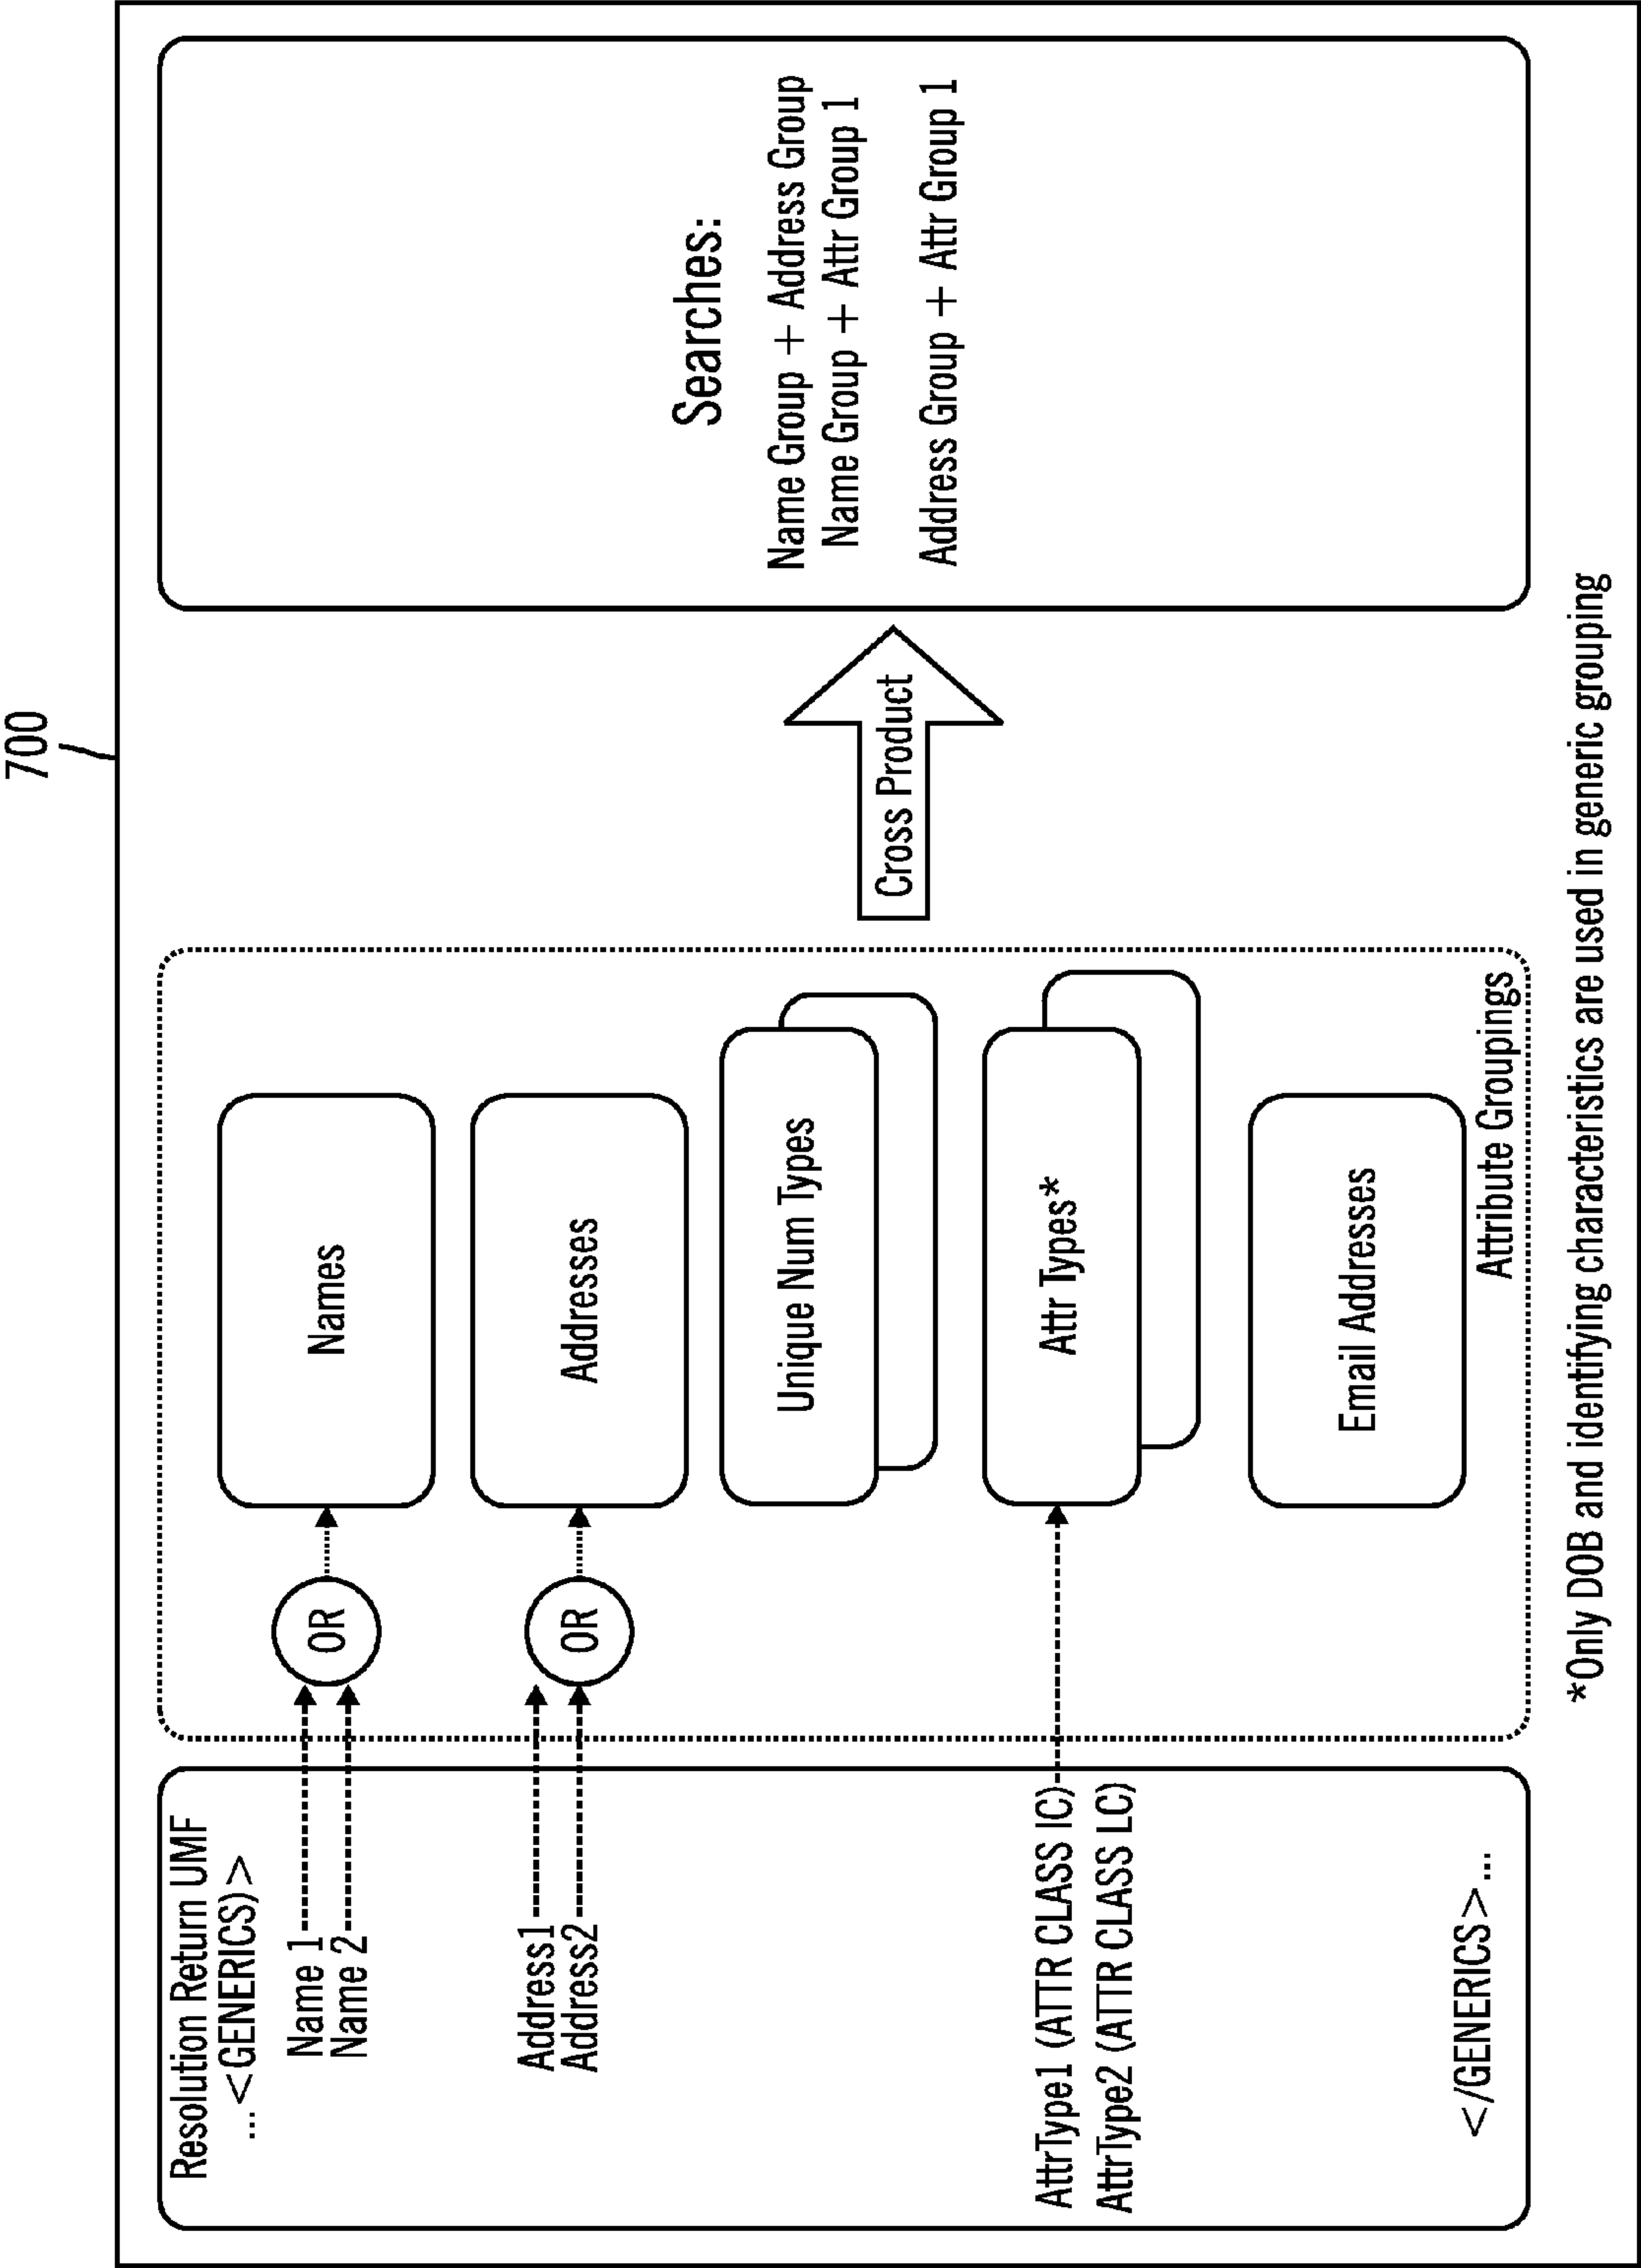 700
Resolution Return UMF
... <GENERICS)>
Name 1
Name 2
Address1
Address2
AttrType1 (ATTR CLASS IC)
AttrType2 (ATTR CLASS LC)
</GENERICS>...
OR
OR
Names
Addresses
Unique Num Types
Attr Types*
Email Addresses
Attribute Groupings
Cross Product
Searches:
Name Group + Address Group
Name Group + Attr Group 1
Address Group + Attr Group 1
*Only DOB and identifying characteristics are used in generic grouping